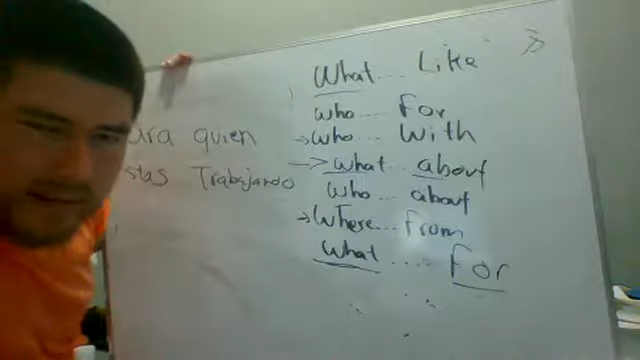 ara quien
stas Trabajando
What... Like
who... For
→ who... with
→ what.. about
who... about
→ Where... From
what .... For